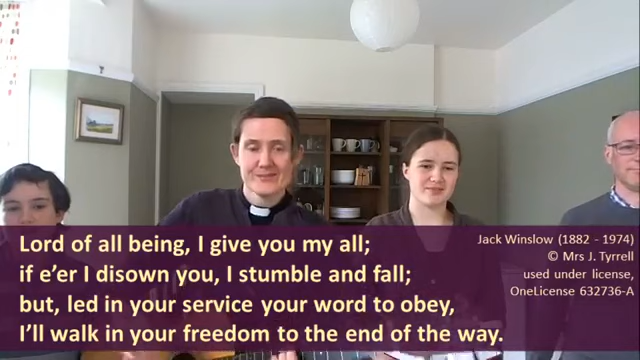 Lord of all being, I give you my all;
if e'er I disown you, I stumble and fall;
but, led in your service your word to obey,
I'll walk in your freedom to the end of the way.
Jack Winslow (1882 - 1974)
© Mrs J. Tyrrell
used under license,
OneLicense 632736-A